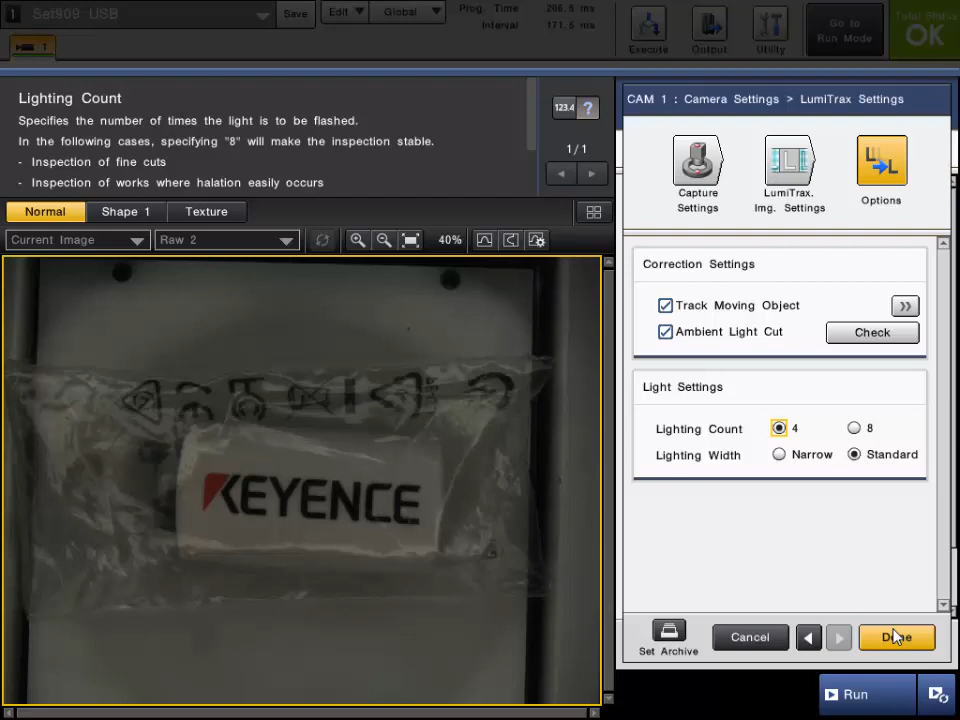 1 Set909 USB Save Edit Global
Prog. Time 206.5 ms
Interval 171.5 ms
Execute Output Utility
Go to
Run Mode
Total Status
OK
1
Lighting Count
Specifies the number of times the light is to be flashed.
In the following cases, specifying "8" will make the inspection stable.
- Inspection of fine cuts
- Inspection of works where halation easily occurs
123.4 ?
1/1
Normal Shape 1 Texture
Current Image Raw 2 40%
KEYENCE
CAM 1 : Camera Settings > LumiTrax Settings
Capture
Settings
LumiTrax.
Img. Settings
Options
Correction Settings
Track Moving Object
Ambient Light Cut Check
Light Settings
Lighting Count 4 8
Lighting Width Narrow Standard
Set Archive Cancel Done
Run